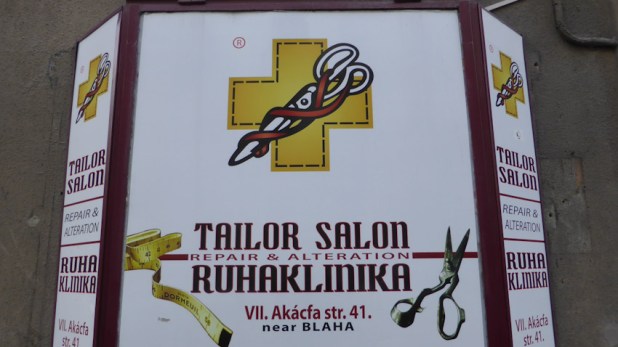 TAILOR
SALON
REPAIR &
ALTERATION
RUHA
KLINIKA
VII. Akácfa
str. 41.
®
TAILOR SALON
REPAIR & ALTERATION
RUHAKLINIKA
VII. Akácfa str. 41.
near BLAHA
DORMEUIL
TAILOR
SALON
REPAIR &
ALTERATION
RUHA
KLINIKA
VII. Akácfa
str. 41.